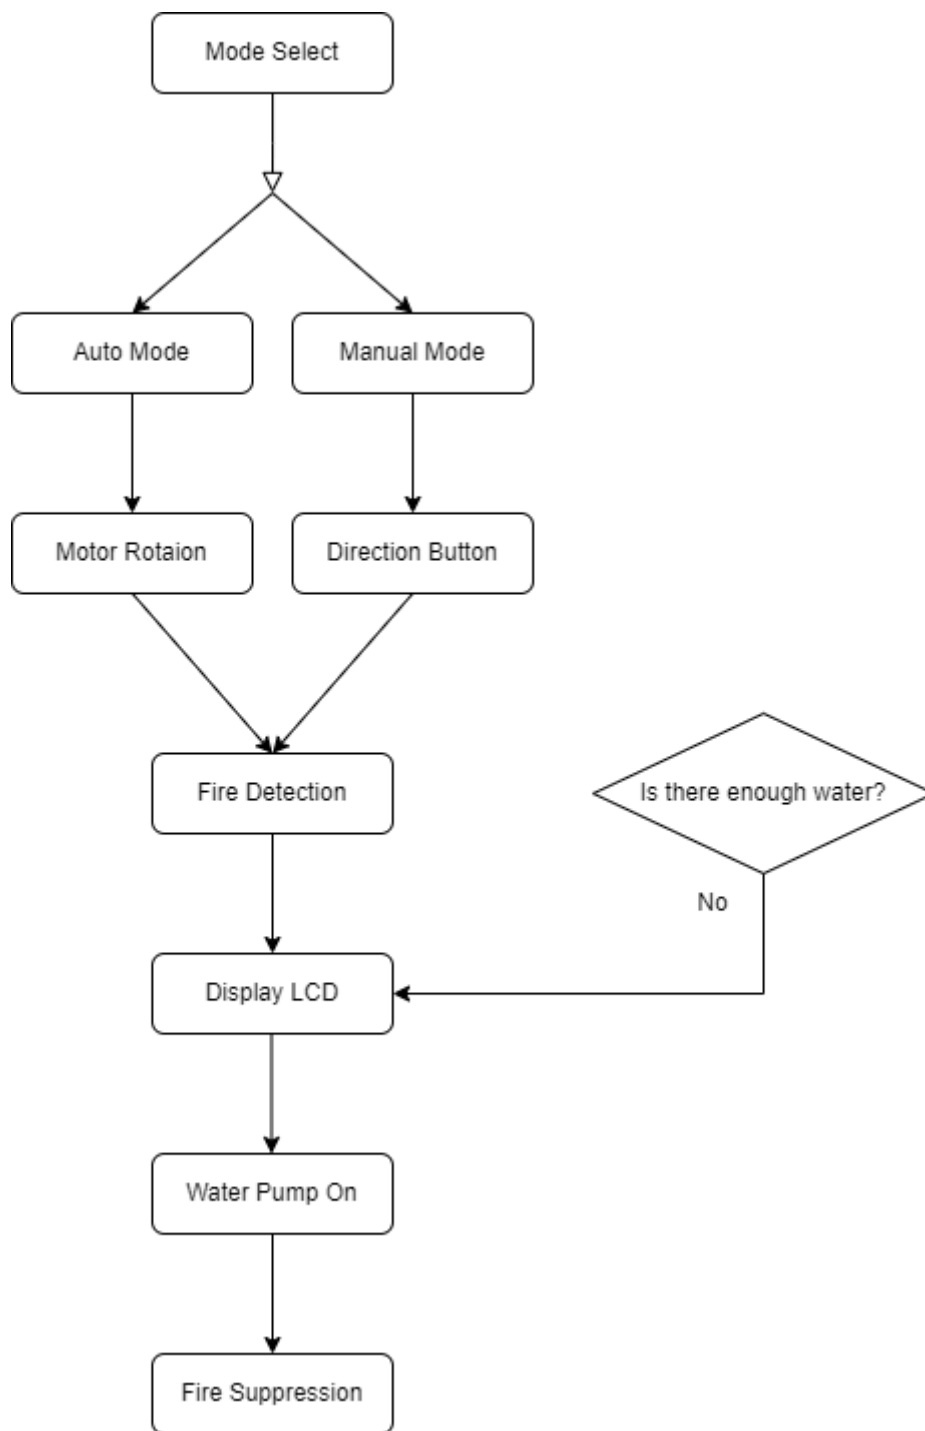 Mode Select
Auto Mode
Manual Mode
Motor Rotaion
Direction Button
Fire Detection
Is there enough water?
No
Display LCD
Water Pump On
Fire Suppression